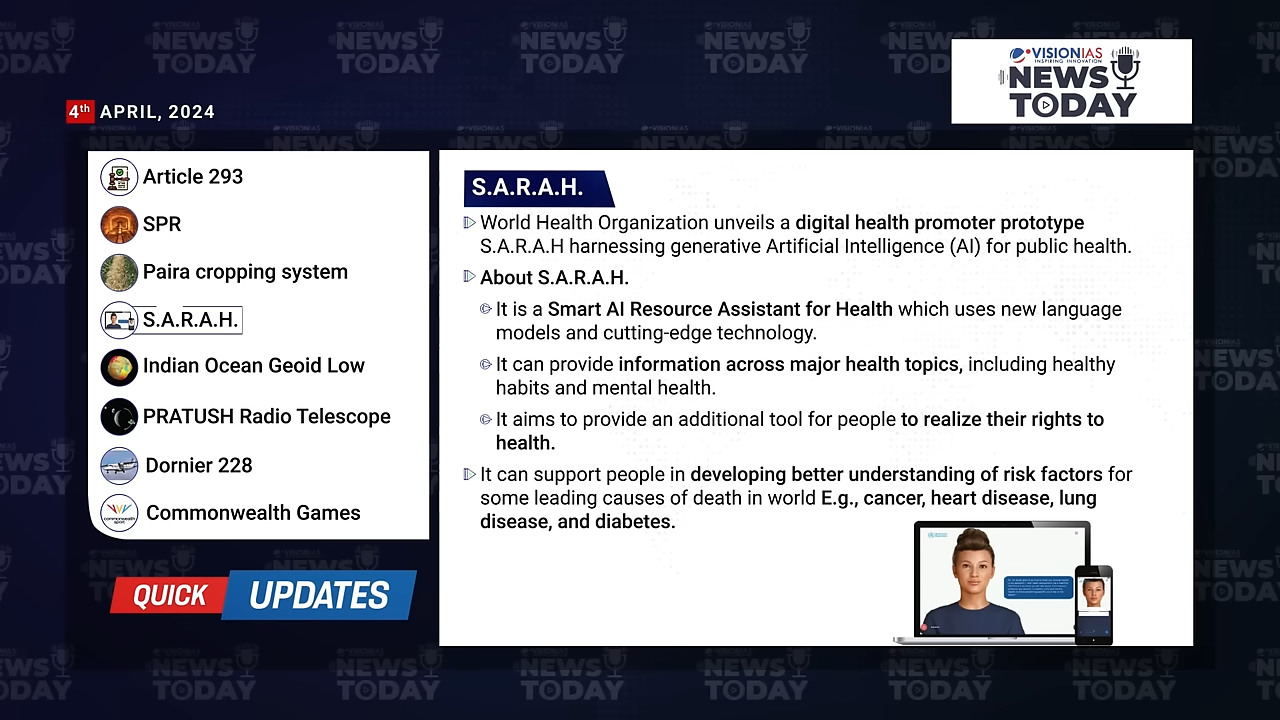 VISIONIAS
INSPIRING INNOVATION
NEWS
TODAY
4th APRIL, 2024
Article 293
SPR
Paira cropping system
S.A.R.A.H.
Indian Ocean Geoid Low
PRATUSH Radio Telescope
Dornier 228
Commonwealth Games
QUICK UPDATES
S.A.R.A.H.
World Health Organization unveils a digital health promoter prototype
S.A.R.A.H harnessing generative Artificial Intelligence (AI) for public health.
About S.A.R.A.H.
It is a Smart AI Resource Assistant for Health which uses new language
models and cutting-edge technology.
It can provide information across major health topics, including healthy
habits and mental health.
It aims to provide an additional tool for people to realize their rights to
health.
It can support people in developing better understanding of risk factors for
some leading causes of death in world E.g., cancer, heart disease, lung
disease, and diabetes.